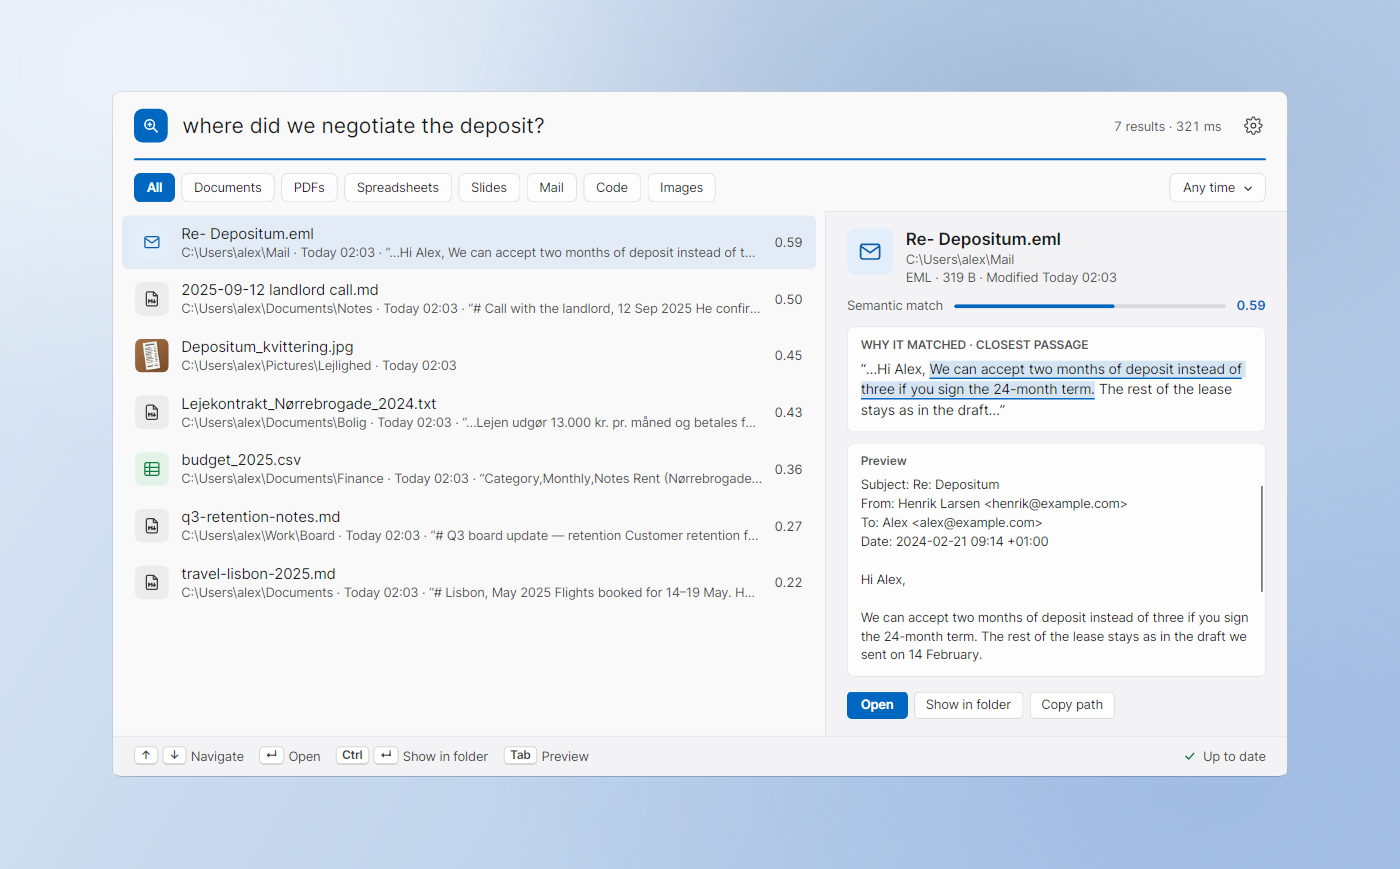 where did we negotiate the deposit?
7 results · 321 ms
All
Documents
PDFs
Spreadsheets
Slides
Mail
Code
Images
Any time
Re- Depositum.eml
C:\Users\alex\Mail · Today 02:03 · “…Hi Alex, We can accept two months of deposit instead of t…
0.59
2025-09-12 landlord call.md
C:\Users\alex\Documents\Notes · Today 02:03 · “# Call with the landlord, 12 Sep 2025 He confir…
0.50
Depositum_kvittering.jpg
C:\Users\alex\Pictures\Lejlighed · Today 02:03
0.45
Lejekontrakt_Nørrebrogade_2024.txt
C:\Users\alex\Documents\Bolig · Today 02:03 · “…Lejen udgør 13.000 kr. pr. måned og betales f…
0.43
budget_2025.csv
C:\Users\alex\Documents\Finance · Today 02:03 · “Category,Monthly,Notes Rent (Nørrebrogade…
0.36
q3-retention-notes.md
C:\Users\alex\Work\Board · Today 02:03 · “# Q3 board update — retention Customer retention f…
0.27
travel-lisbon-2025.md
C:\Users\alex\Documents · Today 02:03 · “# Lisbon, May 2025 Flights booked for 14–19 May. H…
0.22
Re- Depositum.eml
C:\Users\alex\Mail
EML · 319 B · Modified Today 02:03
Semantic match
0.59
WHY IT MATCHED · CLOSEST PASSAGE
“…Hi Alex, We can accept two months of deposit instead of
three if you sign the 24-month term. The rest of the lease
stays as in the draft…”
Preview
Subject: Re: Depositum
From: Henrik Larsen <henrik@example.com>
To: Alex <alex@example.com>
Date: 2024-02-21 09:14 +01:00
Hi Alex,
We can accept two months of deposit instead of three if you sign
the 24-month term. The rest of the lease stays as in the draft we
sent on 14 February.
Open
Show in folder
Copy path
↑ ↓ Navigate
↵ Open
Ctrl ↵ Show in folder
Tab Preview
Up to date